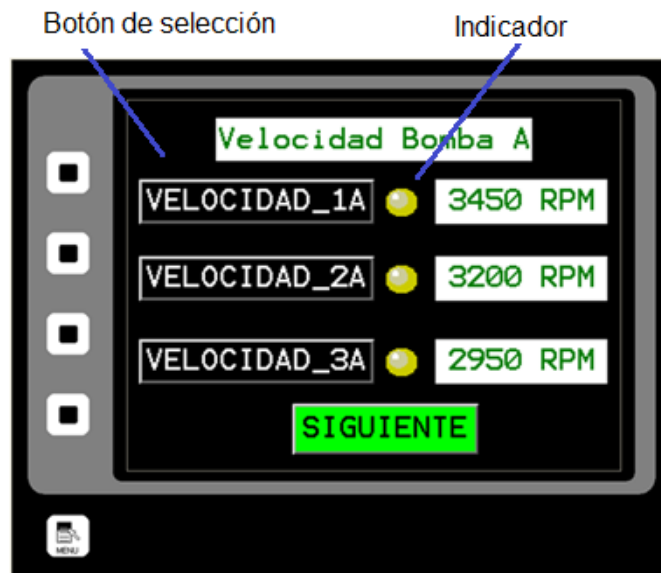 Botón de selección
Indicador
Velocidad Bomba A
VELOCIDAD_1A 3450 RPM
VELOCIDAD_2A 3200 RPM
VELOCIDAD_3A 2950 RPM
SIGUIENTE
MENU